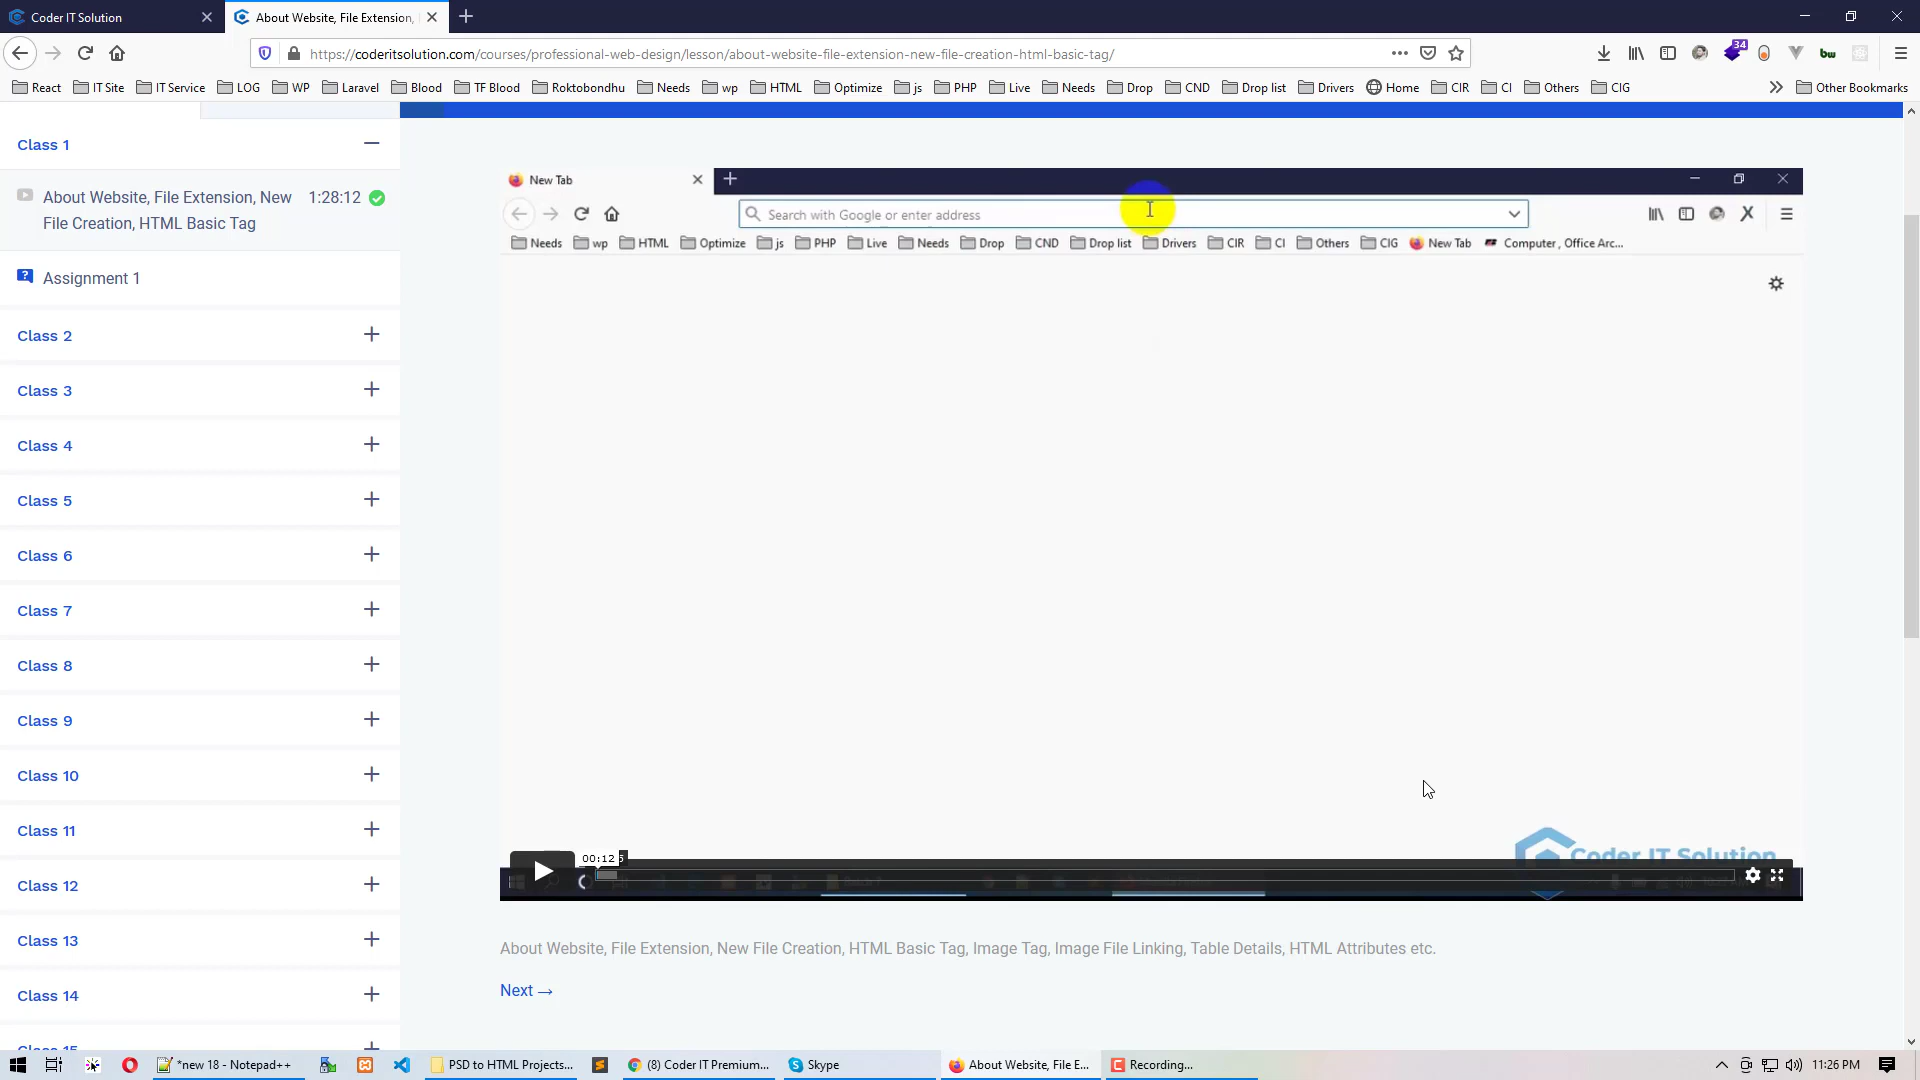 Coder IT Solution
About Website, File Extension,
https://coderitsolution.com/courses/professional-web-design/lesson/about-website-file-extension-new-file-creation-html-basic-tag/
34
bw
React IT Site IT Service LOG WP Laravel Blood TF Blood Roktobondhu Needs wp HTML Optimize js PHP Live Needs Drop CND Drop list Drivers Home CIR CI Others CIG Other Bookmarks
Class 1
About Website, File Extension, New 1:28:12
File Creation, HTML Basic Tag
Assignment 1
Class 2
Class 3
Class 4
Class 5
Class 6
Class 7
Class 8
Class 9
Class 10
Class 11
Class 12
Class 13
Class 14
Class 15
New Tab
Search with Google or enter address
Needs wp HTML Optimize js PHP Live Needs Drop CND Drop list Drivers CIR CI Others CIG New Tab Computer , Office Arc...
Coder IT Solution
00:12
About Website, File Extension, New File Creation, HTML Basic Tag, Image Tag, Image File Linking, Table Details, HTML Attributes etc.
Next →
*new 18 - Notepad++ PSD to HTML Projects... (8) Coder IT Premium... Skype About Website, File E... Recording... 11:26 PM